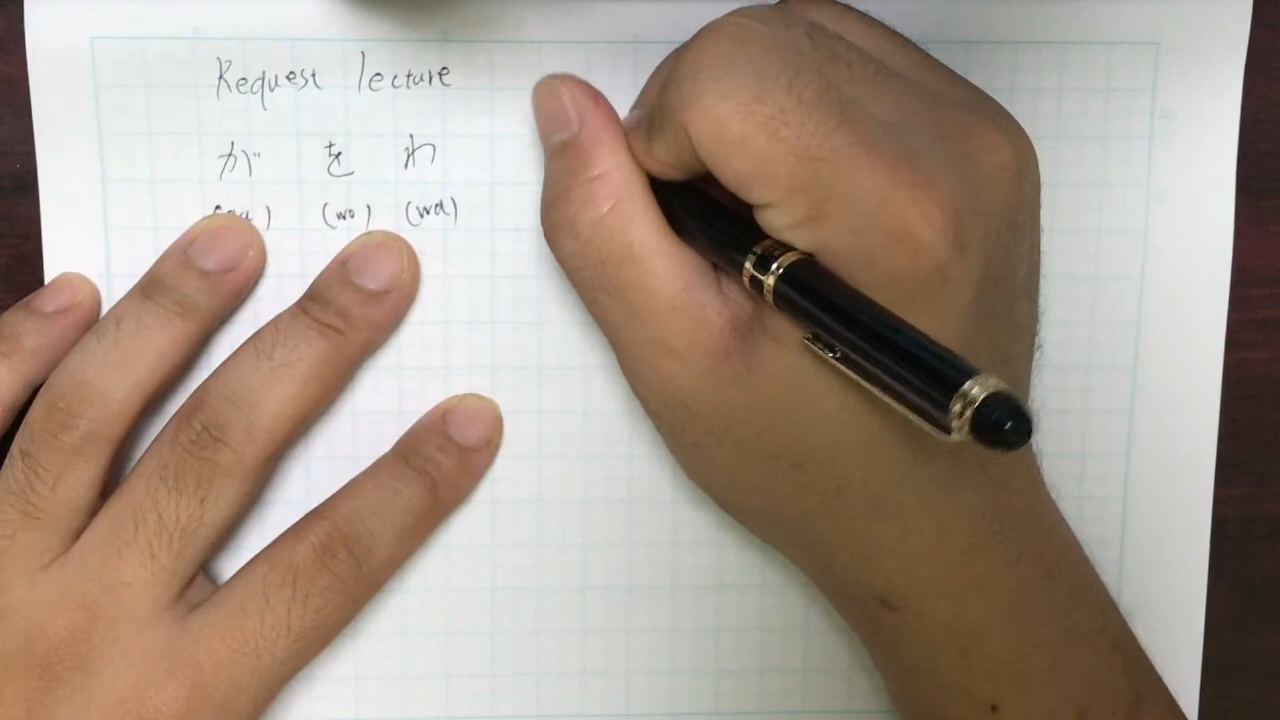 Request lecture
が を わ
(wo) (wa)